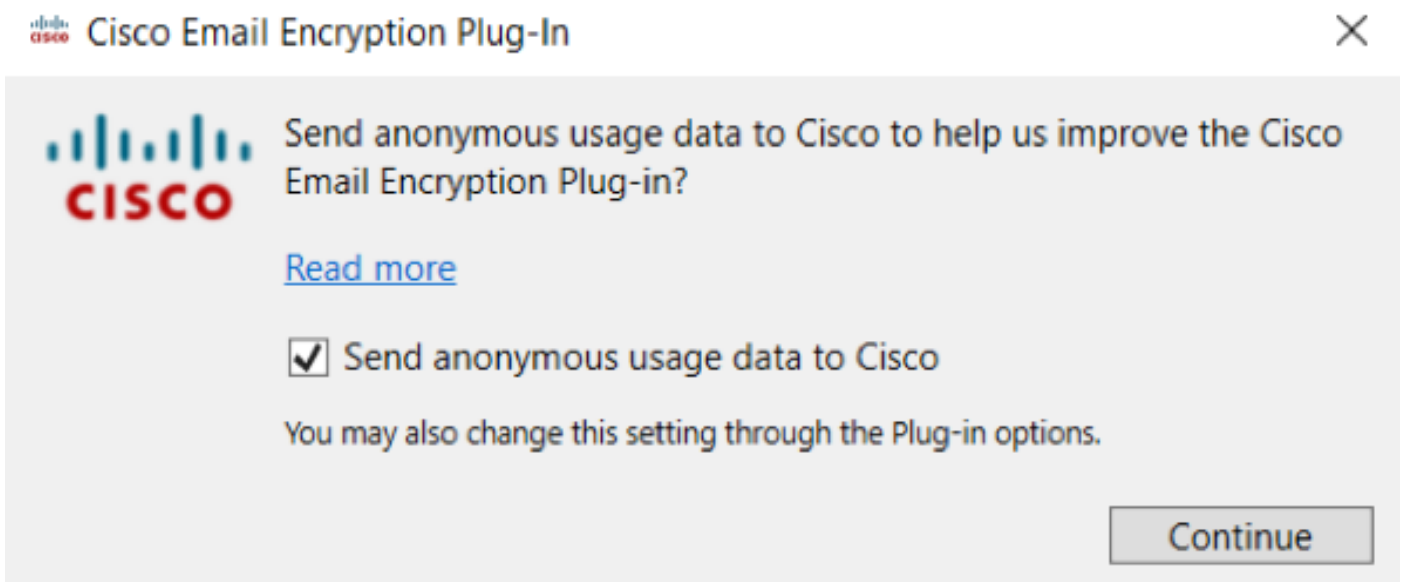 cisco Cisco Email Encryption Plug-In
Send anonymous usage data to Cisco to help us improve the Cisco
Email Encryption Plug-in?
CISCO
Read more
Send anonymous usage data to Cisco
You may also change this setting through the Plug-in options.
Continue